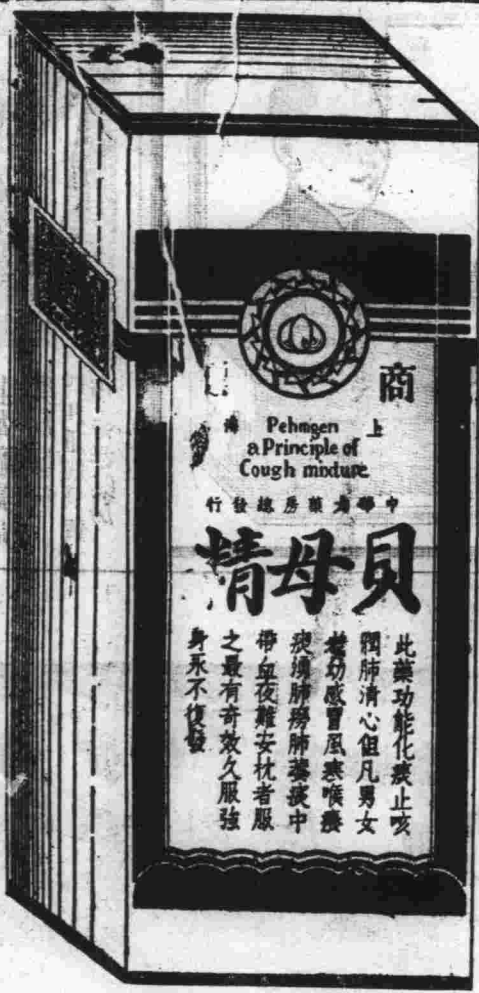 商
上海
Pehmgen
a Principle of
Cough mixture
中華大藥房總發行
貝母精
此藥功能化痰止咳
潤肺清心但凡男女
老幼感冒風寒喉癢
痰湧肺癆肺萎痰中
帶血夜難安枕者服
之最有奇效久服強
身永不復發